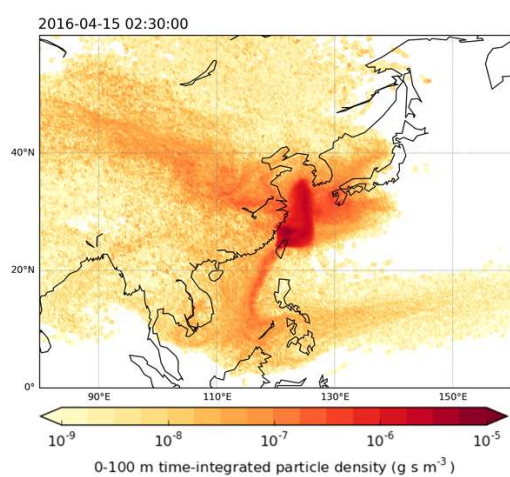 2016-04-15 02:30:00
40°N
20°N
0°
90°E
110°E
130°E
150°E
10⁻⁹
10⁻⁸
10⁻⁷
10⁻⁶
10⁻⁵
0-100 m time-integrated particle density (g s m⁻³)